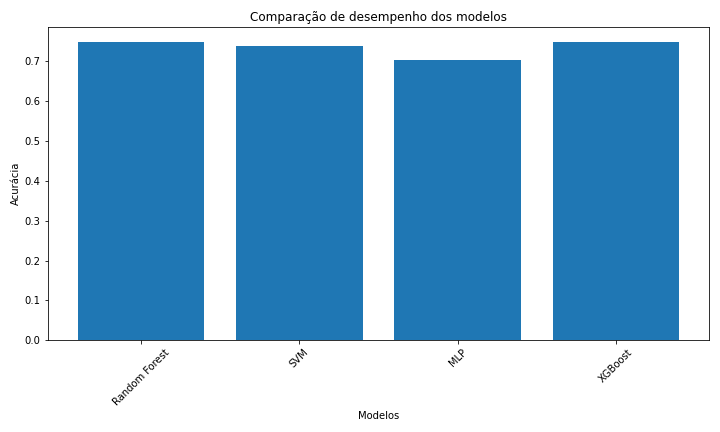 Comparação de desempenho dos modelos
Acurácia
0.7
0.6
0.5
0.4
0.3
0.2
0.1
0.0
Random Forest
SVM
MLP
XGBoost
Modelos